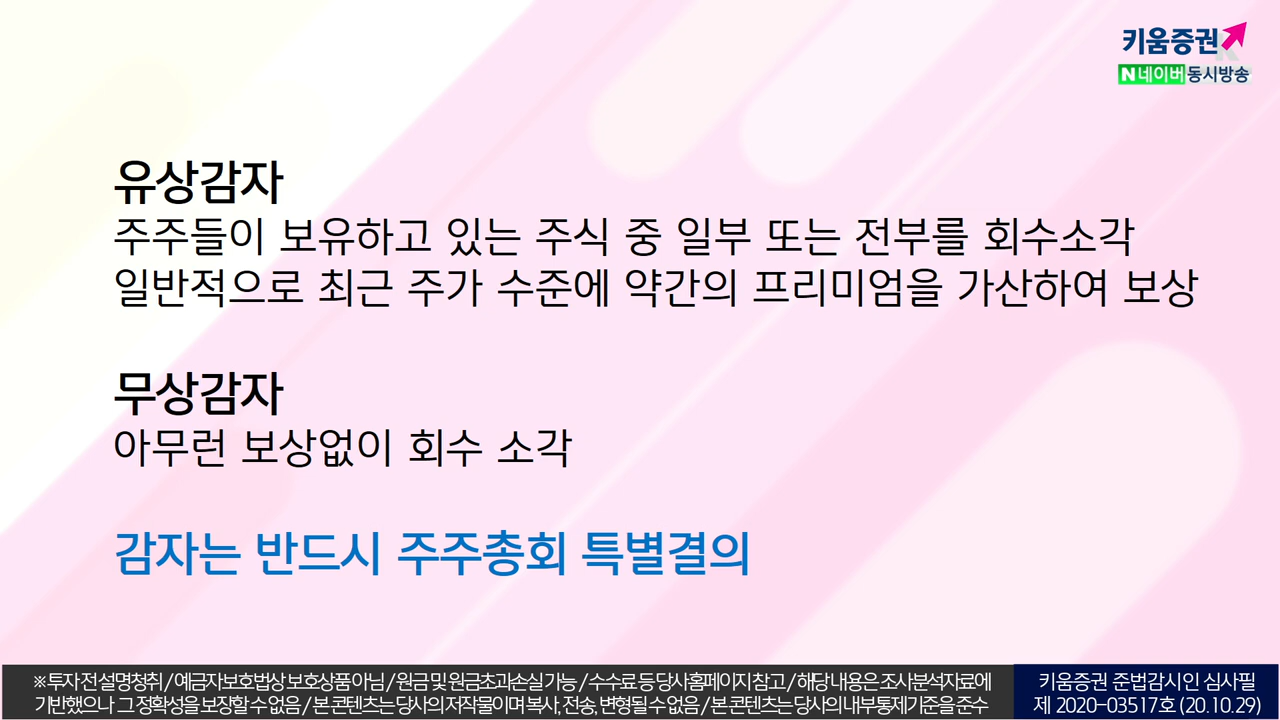 키움증권
N 네이버 동시방송
유상감자
주주들이 보유하고 있는 주식 중 일부 또는 전부를 회수소각
일반적으로 최근 주가 수준에 약간의 프리미엄을 가산하여 보상
무상감자
아무런 보상없이 회수 소각
감자는 반드시 주주총회 특별결의
※ 투자 전 설명청취 / 예금자보호법상 보호상품 아님 / 원금 및 원금초과손실 가능 / 수수료 등 당사홈페이지 참고 / 해당 내용은 조사분석자료에
기반했으나 그 정확성을 보장할 수 없음 / 본 콘텐츠는 당사의 저작물이며 복사, 전송, 변형될 수 없음 / 본 콘텐츠는 당사의 내부통제기준을 준수
키움증권 준법감시인 심사필
제 2020-03517호 (20.10.29)